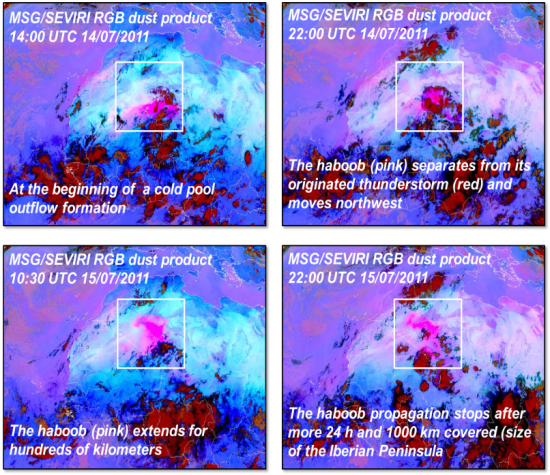 MSG/SEVIRI RGB dust product
14:00 UTC 14/07/2011
At the beginning of a cold pool
outflow formation
MSG/SEVIRI RGB dust product
22:00 UTC 14/07/2011
The haboob (pink) separates from its
originated thunderstorm (red) and
moves northwest
MSG/SEVIRI RGB dust product
10:30 UTC 15/07/2011
The haboob (pink) extends for
hundreds of kilometers
MSG/SEVIRI RGB dust product
22:00 UTC 15/07/2011
The haboob propagation stops after
more 24 h and 1000 km covered (size
of the Iberian Peninsula